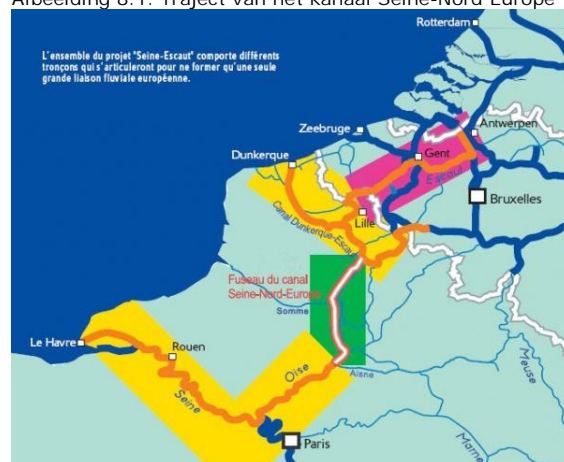 Afbeelding 8.1: Traject van het kanaal Seine-Nord Europe
Rotterdam
L'ensemble du projet "Seine-Escaut" comporte différents
tronçons qui s'articuleront pour ne former qu'une seule
grande liaison fluviale européenne.
Zeebruge
Antwerpen
Gent
Dunkerque
Escaut
Bruxelles
Lille
Canal Dunkerque-Escaut
Fuseau du canal
Seine-Nord-Europe
Somme
Le Havre
Rouen
Aisne
Oise
Meuse
Seine
Paris
Marne